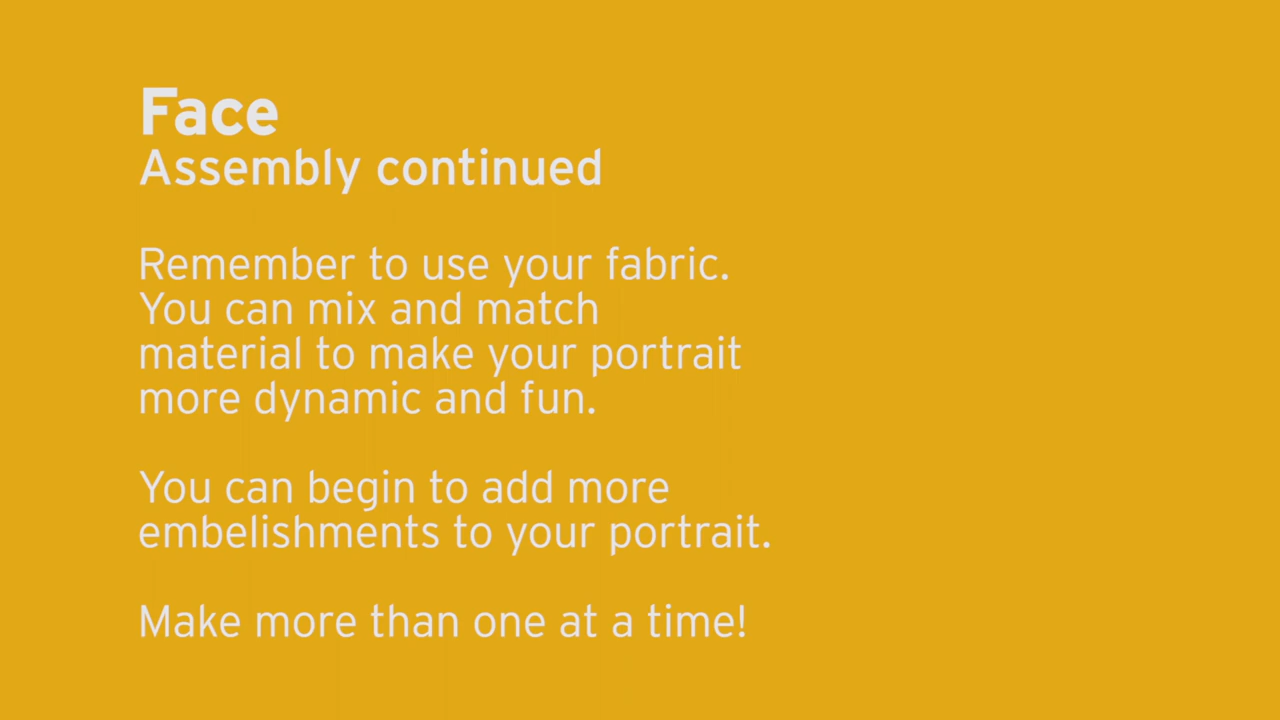 Face
Assembly continued
Remember to use your fabric.
You can mix and match
material to make your portrait
more dynamic and fun.
You can begin to add more
embelishments to your portrait.
Make more than one at a time!